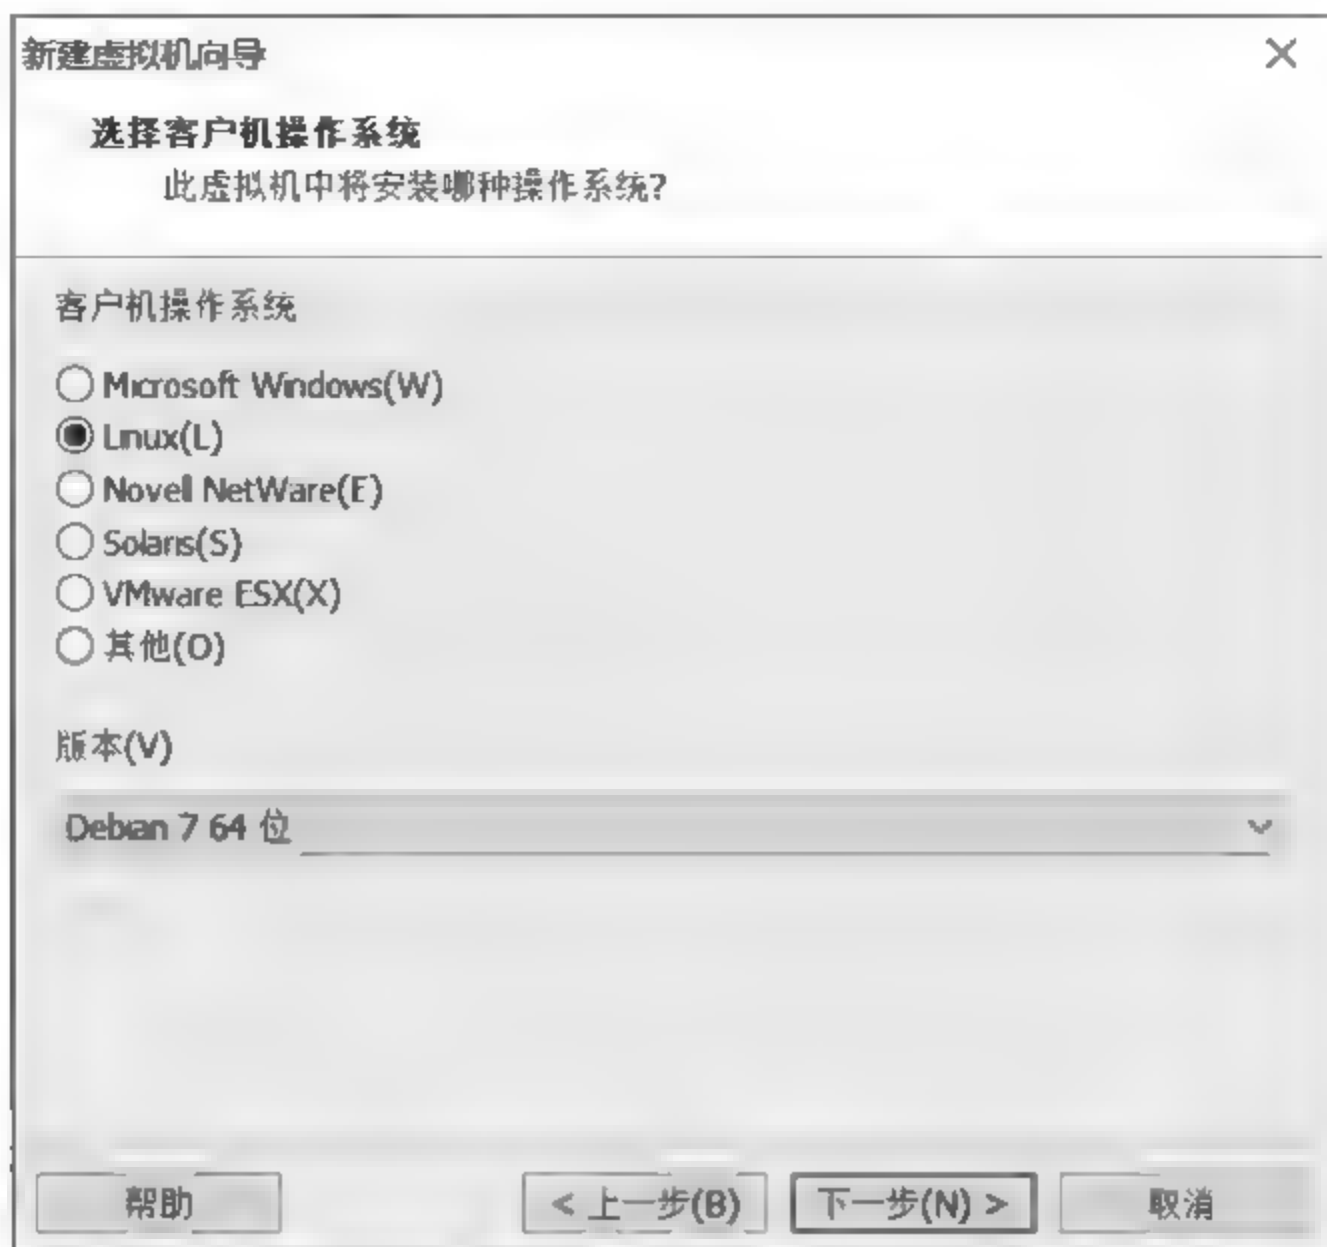 新建虚拟机向导
选择客户机操作系统
此虚拟机中将安装哪种操作系统?
客户机操作系统
Microsoft Windows(W)
Linux(L)
Novell NetWare(E)
Solaris(S)
VMware ESX(X)
其他(O)
版本(V)
Debian 7 64 位
帮助 < 上一步(B) 下一步(N) > 取消